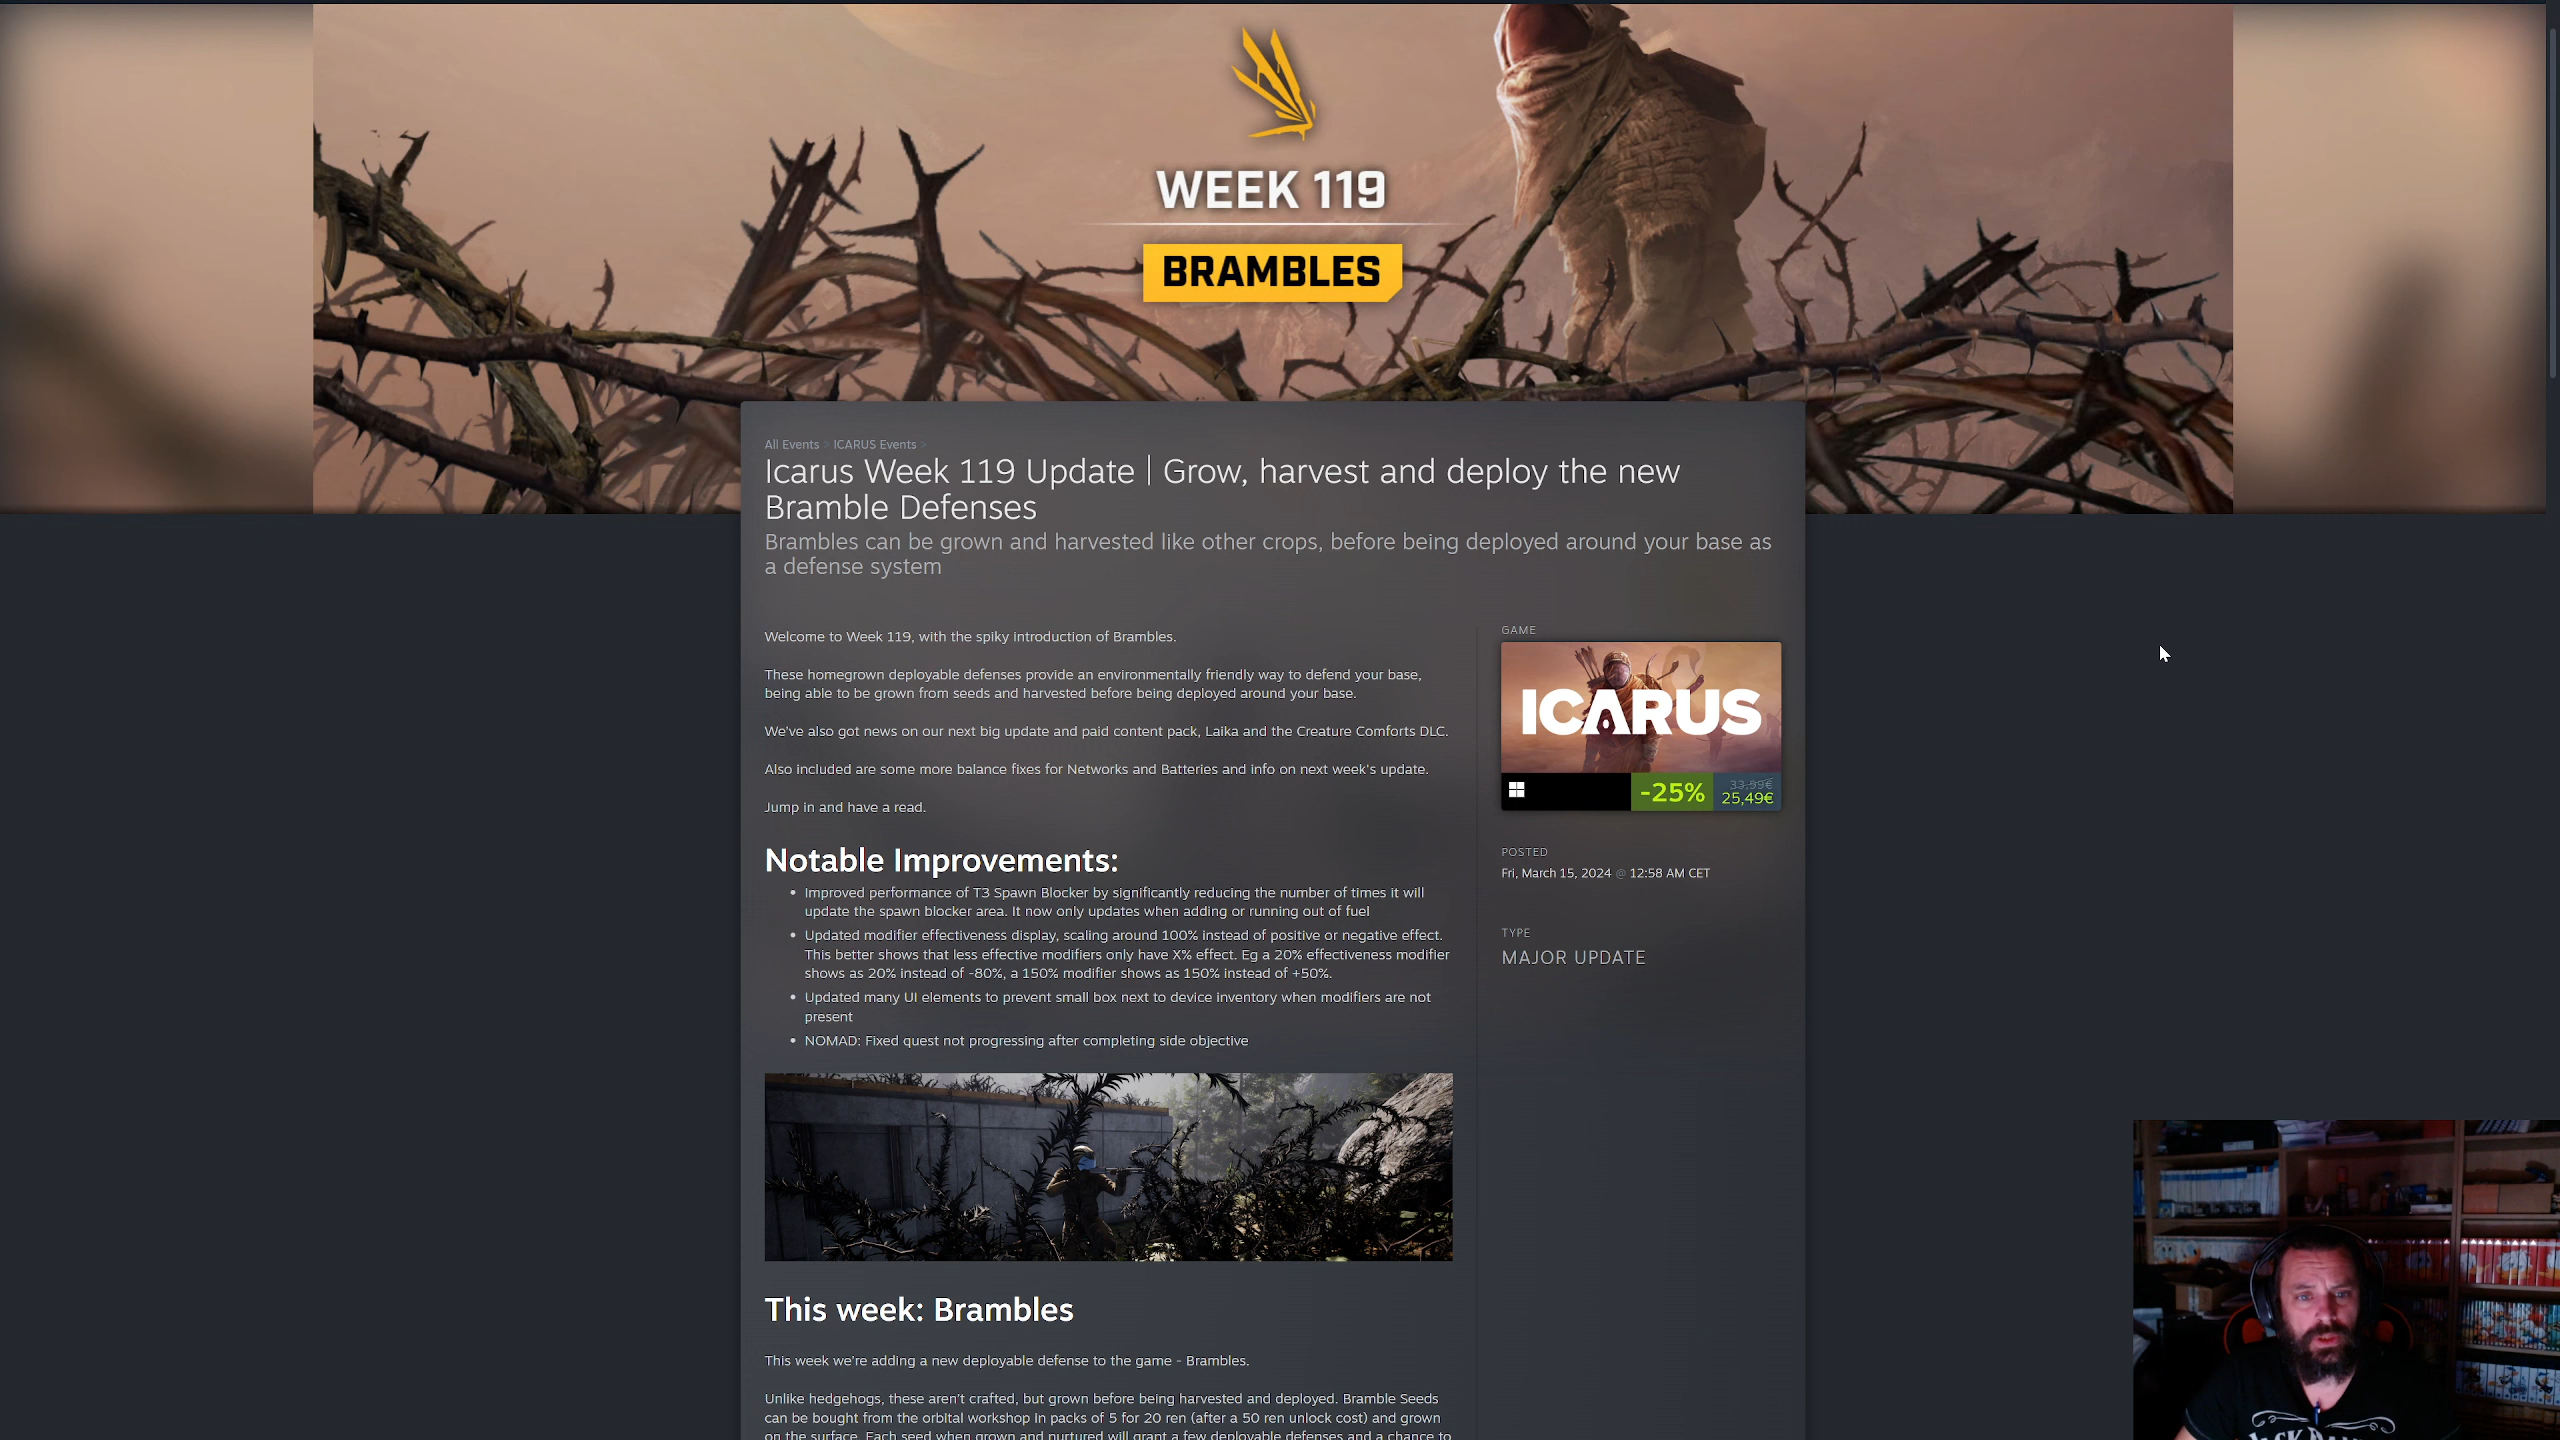 WEEK 119
BRAMBLES
All Events > ICARUS Events >
Icarus Week 119 Update | Grow, harvest and deploy the new
Bramble Defenses
Brambles can be grown and harvested like other crops, before being deployed around your base as
a defense system
Welcome to Week 119, with the spiky introduction of Brambles.
These homegrown deployable defenses provide an environmentally friendly way to defend your base,
being able to be grown from seeds and harvested before being deployed around your base.
We've also got news on our next big update and paid content pack, Laika and the Creature Comforts DLC.
Also included are some more balance fixes for Networks and Batteries and info on next week's update.
Jump in and have a read.
Notable Improvements:
• Improved performance of T3 Spawn Blocker by significantly reducing the number of times it will
update the spawn blocker area. It now only updates when adding or running out of fuel
• Updated modifier effectiveness display, scaling around 100% instead of positive or negative effect.
This better shows that less effective modifiers only have X% effect. Eg a 20% effectiveness modifier
shows as 20% instead of -80%, a 150% modifier shows as 150% instead of +50%.
• Updated many UI elements to prevent small box next to device inventory when modifiers are not
present
• NOMAD: Fixed quest not progressing after completing side objective
This week: Brambles
This week we're adding a new deployable defense to the game - Brambles.
Unlike hedgehogs, these aren't crafted, but grown before being harvested and deployed. Bramble Seeds
can be bought from the orbital workshop in packs of 5 for 20 ren (after a 50 ren unlock cost) and grown
on the surface. Each seed when grown and nurtured will grant a few deployable defenses and a chance to
GAME
ICARUS
-25%
33,99€
25,49€
POSTED
Fri, March 15, 2024 @ 12:58 AM CET
TYPE
MAJOR UPDATE